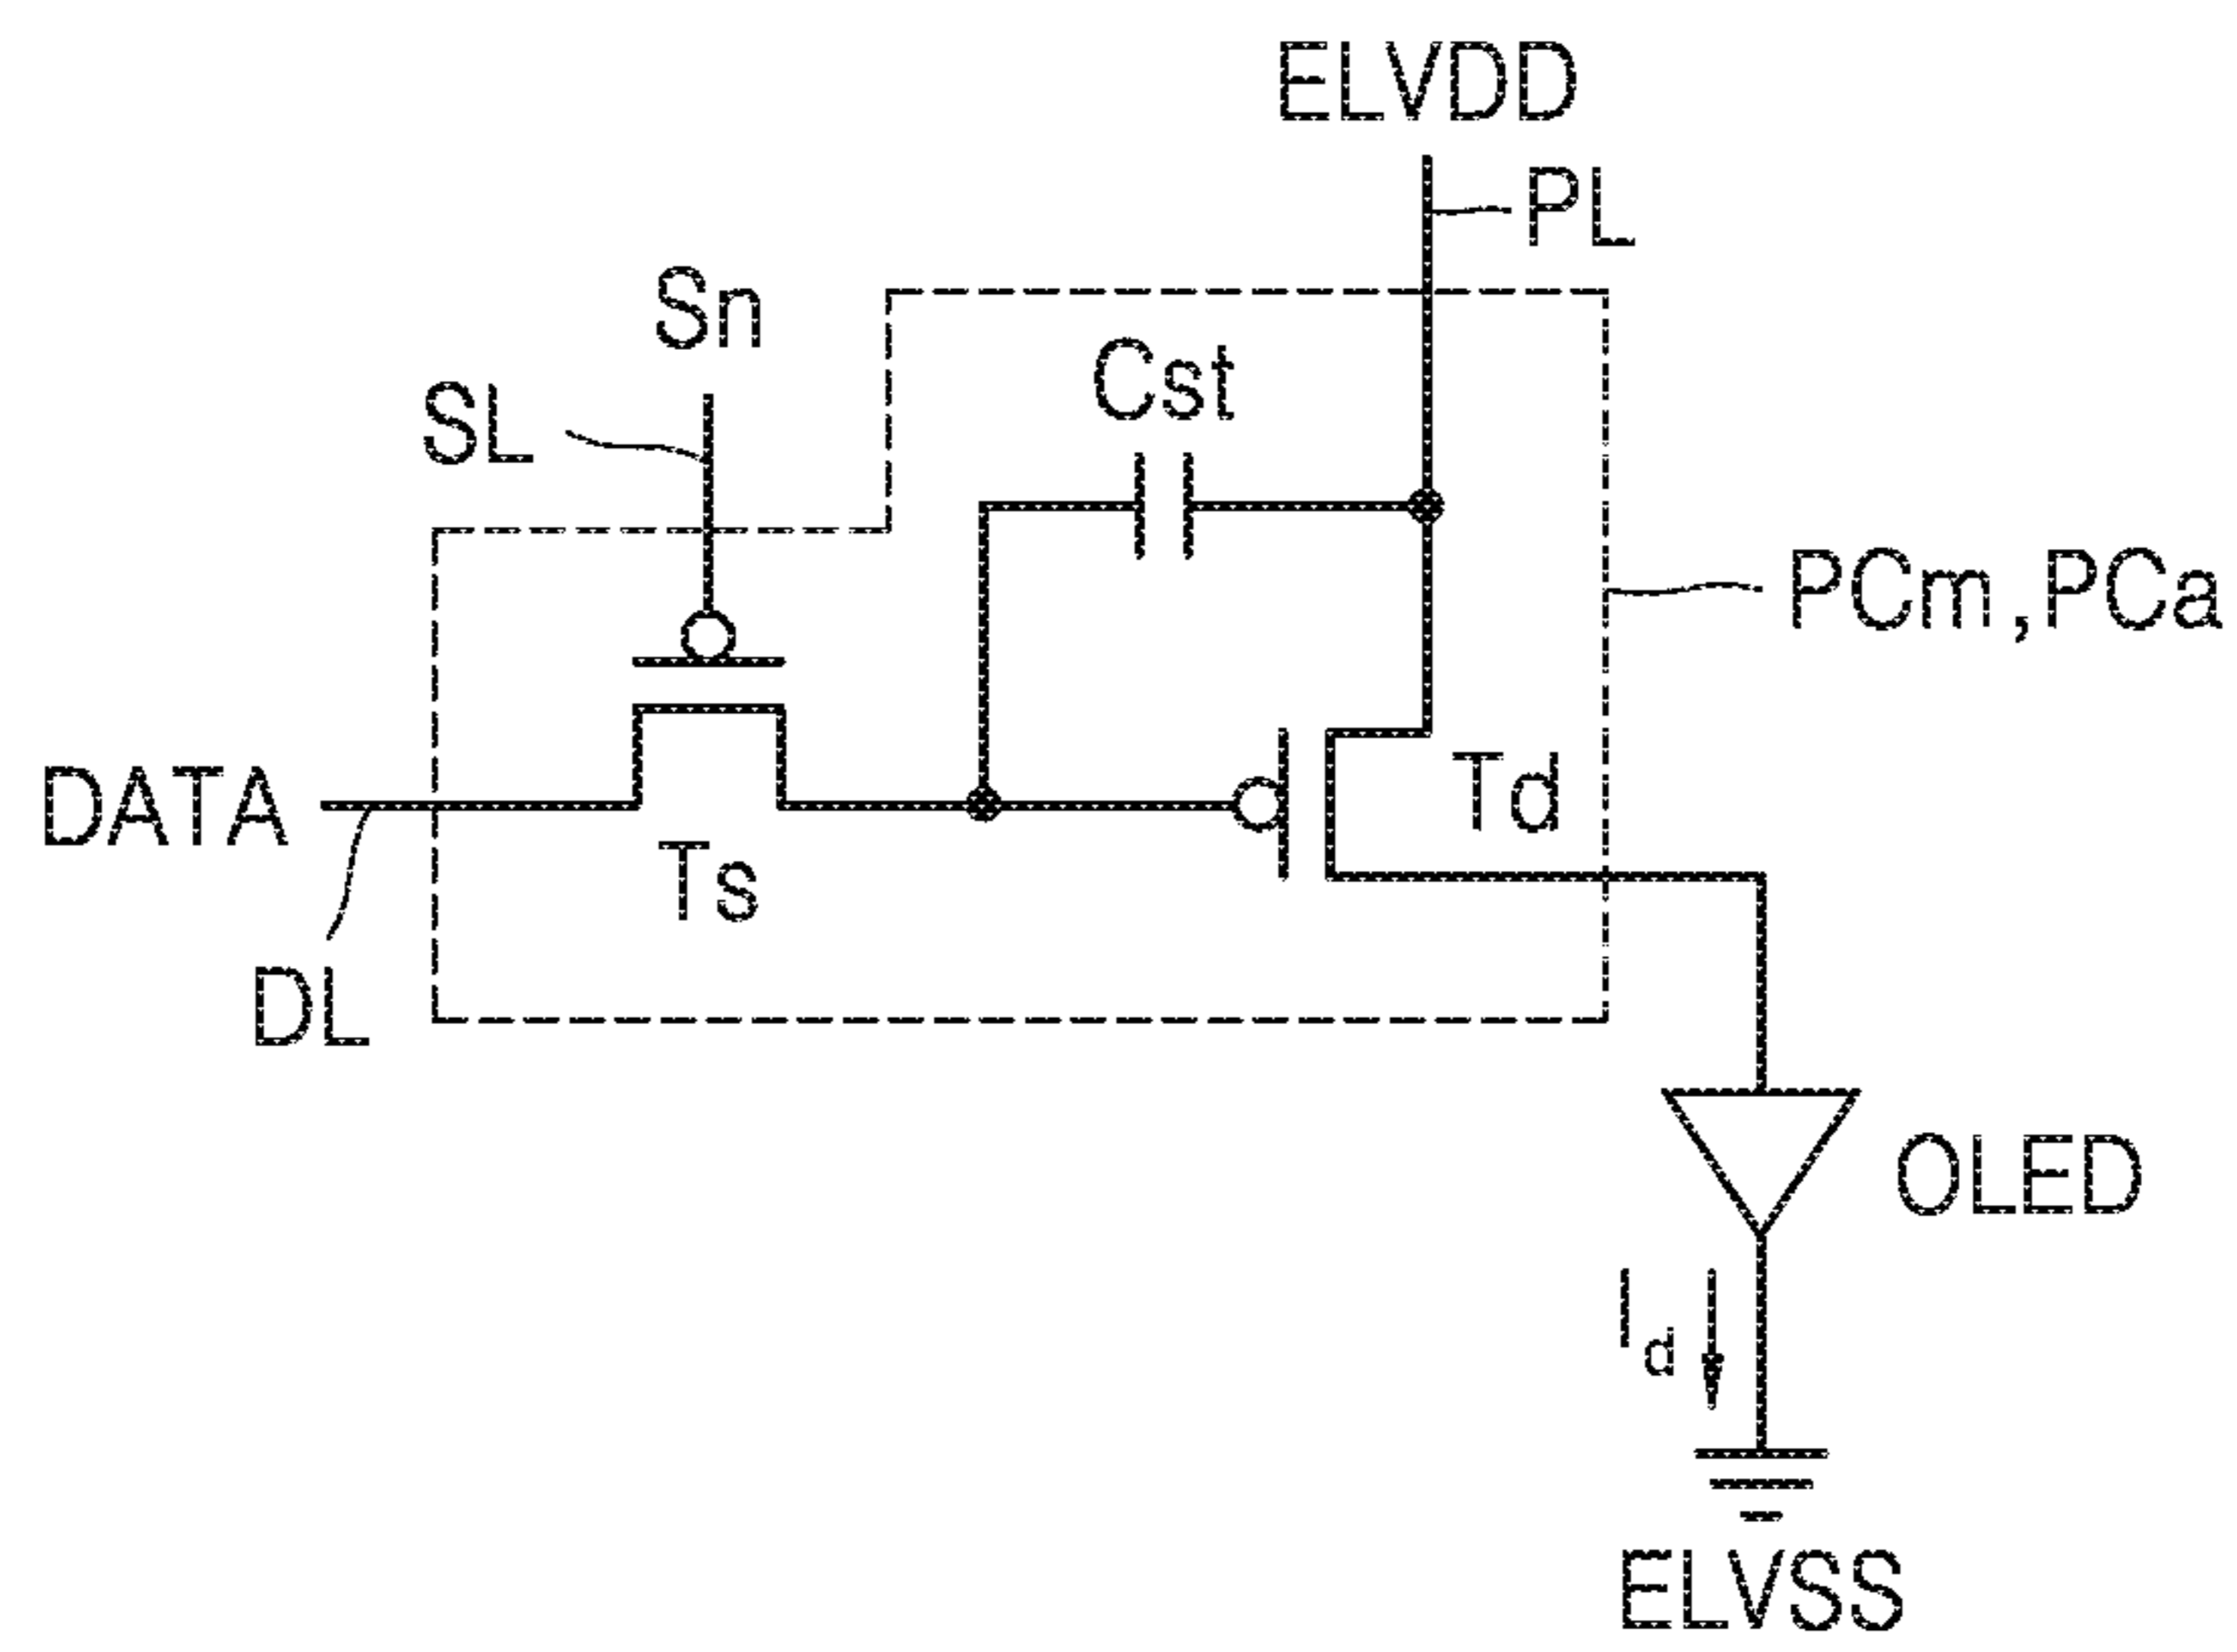 ELVDD
PL
Sn
SL
Cst
PCm,PCa
DATA
Td
Ts
DL
OLED
Id
ELVSS